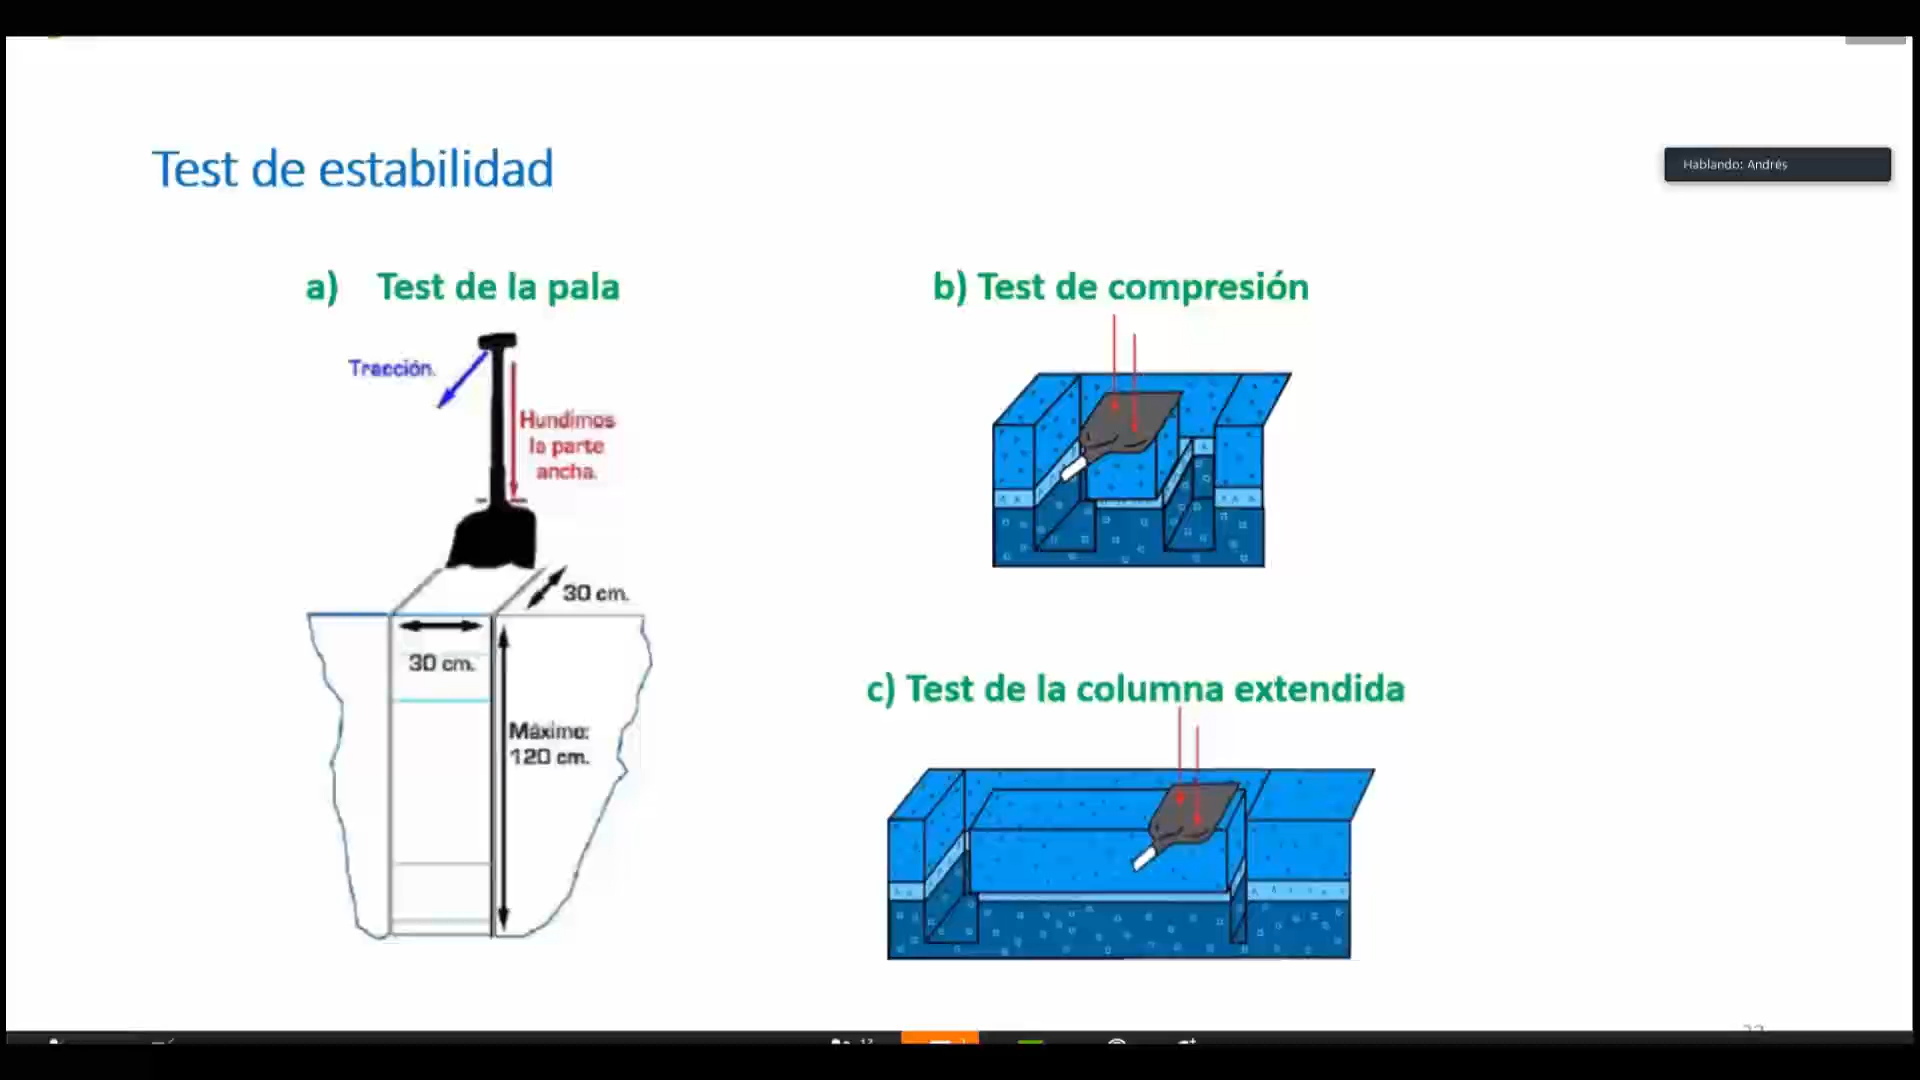 Test de estabilidad
Hablando: Andrés
a) Test de la pala
Tracción.
Hundimos
la parte
ancha.
30 cm.
30 cm.
Máximo:
120 cm.
b) Test de compresión
c) Test de la columna extendida